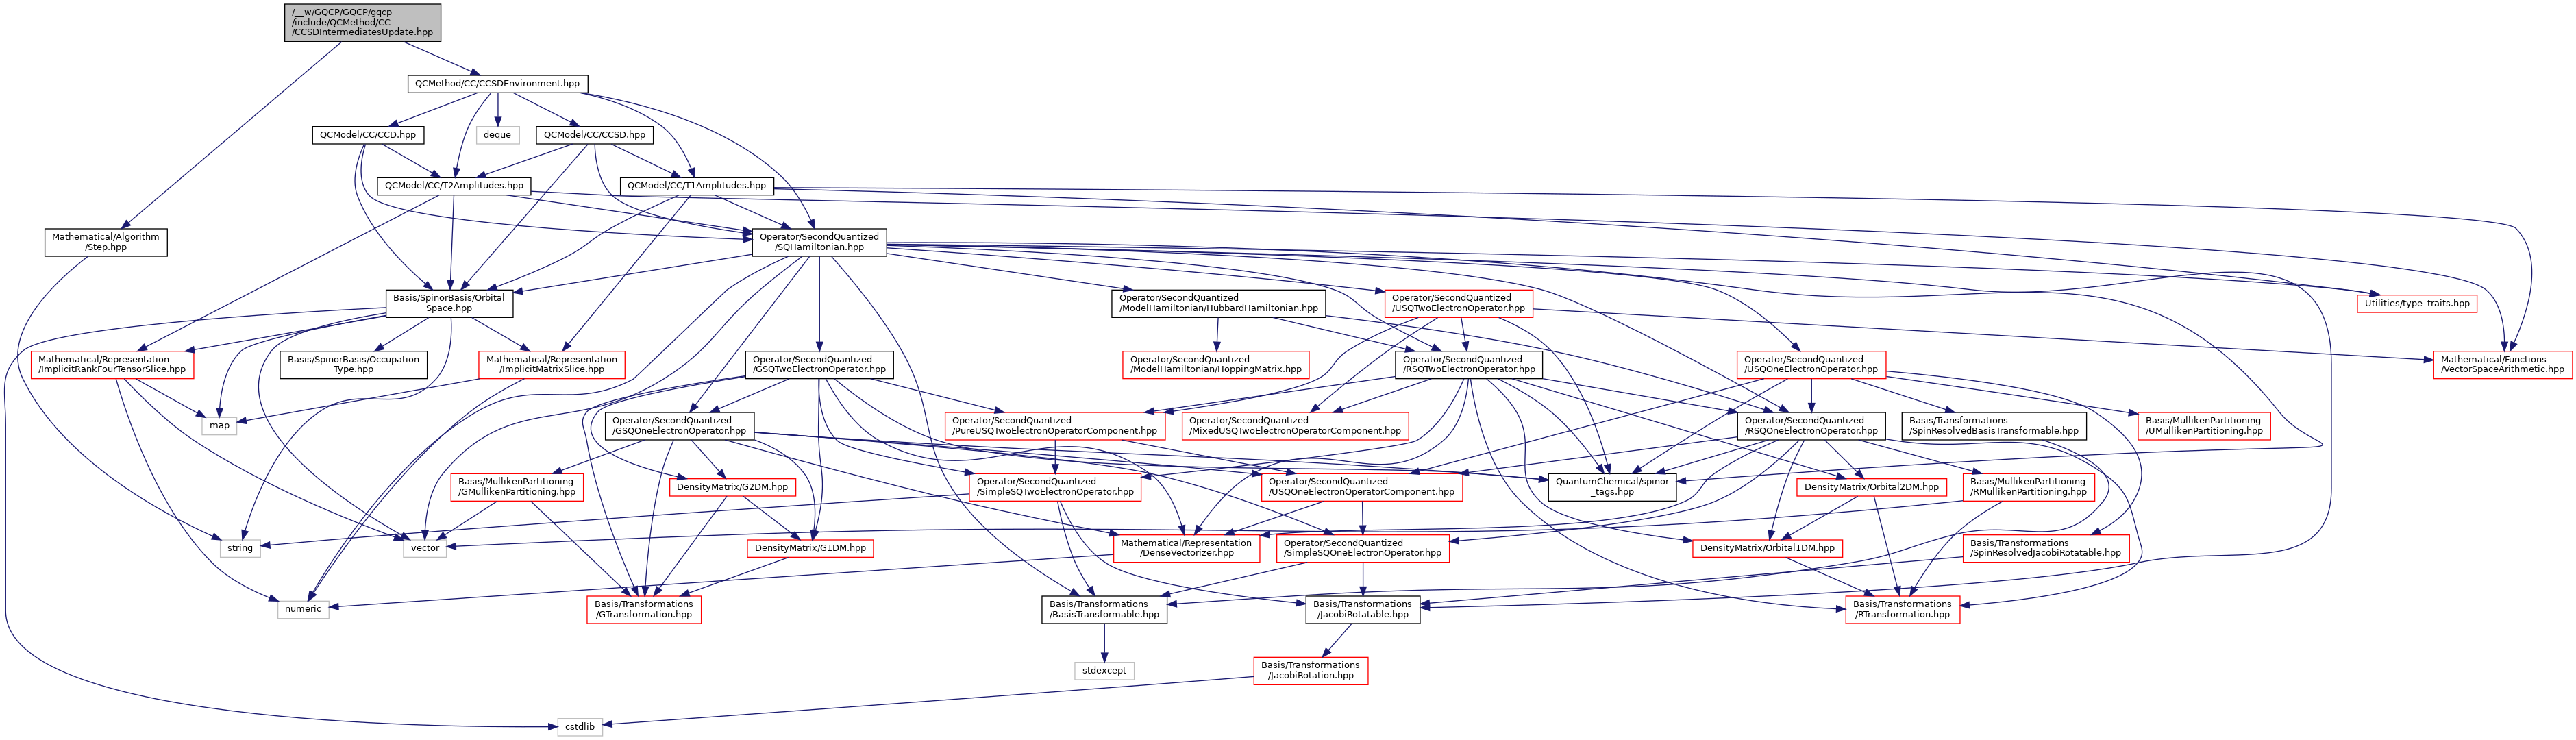 /__w/GQCP/GQCP/gqcp
/include/QCMethod/CC
/CCSDIntermediatesUpdate.hpp
QCMethod/CC/CCSDEnvironment.hpp
QCModel/CC/CCD.hpp
deque
QCModel/CC/CCSD.hpp
QCModel/CC/T2Amplitudes.hpp
QCModel/CC/T1Amplitudes.hpp
Mathematical/Algorithm
/Step.hpp
Operator/SecondQuantized
/SQHamiltonian.hpp
Basis/SpinorBasis/Orbital
Space.hpp
Operator/SecondQuantized
/ModelHamiltonian/HubbardHamiltonian.hpp
Operator/SecondQuantized
/USQTwoElectronOperator.hpp
Utilities/type_traits.hpp
Mathematical/Representation
/ImplicitRankFourTensorSlice.hpp
Basis/SpinorBasis/Occupation
Type.hpp
Mathematical/Representation
/ImplicitMatrixSlice.hpp
Operator/SecondQuantized
/GSQTwoElectronOperator.hpp
Operator/SecondQuantized
/ModelHamiltonian/HoppingMatrix.hpp
Operator/SecondQuantized
/RSQTwoElectronOperator.hpp
Operator/SecondQuantized
/USQOneElectronOperator.hpp
Mathematical/Functions
/VectorSpaceArithmetic.hpp
map
Operator/SecondQuantized
/GSQOneElectronOperator.hpp
Operator/SecondQuantized
/PureUSQTwoElectronOperatorComponent.hpp
Operator/SecondQuantized
/MixedUSQTwoElectronOperatorComponent.hpp
Operator/SecondQuantized
/RSQOneElectronOperator.hpp
Basis/Transformations
/SpinResolvedBasisTransformable.hpp
Basis/MullikenPartitioning
/UMullikenPartitioning.hpp
Basis/MullikenPartitioning
/GMullikenPartitioning.hpp
DensityMatrix/G2DM.hpp
Operator/SecondQuantized
/SimpleSQTwoElectronOperator.hpp
Operator/SecondQuantized
/USQOneElectronOperatorComponent.hpp
QuantumChemical/spinor
_tags.hpp
DensityMatrix/Orbital2DM.hpp
Basis/MullikenPartitioning
/RMullikenPartitioning.hpp
string
vector
DensityMatrix/G1DM.hpp
Mathematical/Representation
/DenseVectorizer.hpp
Operator/SecondQuantized
/SimpleSQOneElectronOperator.hpp
DensityMatrix/Orbital1DM.hpp
Basis/Transformations
/SpinResolvedJacobiRotatable.hpp
numeric
Basis/Transformations
/GTransformation.hpp
Basis/Transformations
/BasisTransformable.hpp
Basis/Transformations
/JacobiRotatable.hpp
Basis/Transformations
/RTransformation.hpp
stdexcept
Basis/Transformations
/JacobiRotation.hpp
cstdlib